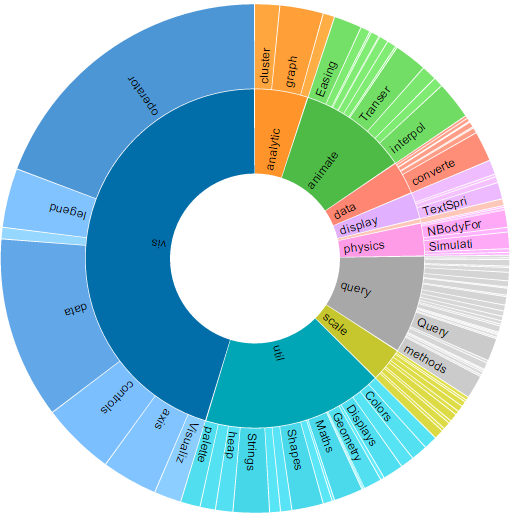 cluster
graph
Easing
Transer
interpol
converte
TextSpri
NBodyFor
Simulati
Query
methods
Colors
Displays
Geometry
Maths
Shapes
Strings
heap
palette
Visualiz
axis
controls
data
legend
operator
analytic
animate
data
display
physics
query
scale
util
vis